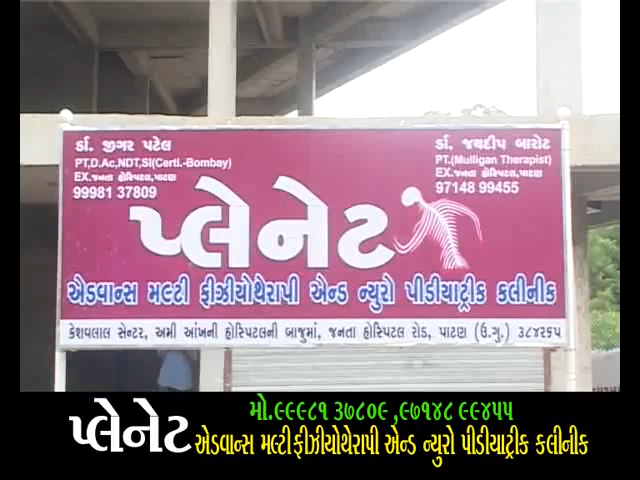 ર્ડા. જીગર પટેલ
PT,D.Ac,NDT,SI(Certi.-Bombay)
EX.જનતા હોસ્પિટલ,પાટણ
99981 37809
ર્ડા. જયદીપ બારોટ
PT.(Mulligan Therapist)
EX.જનતા હોસ્પિટલ,પાટણ
97148 99455
પ્લેનેટ
એડવાન્સ મલ્ટી ફીઝીયોથેરાપી એન્ડ ન્યુરો પીડીયાટ્રીક કલીનીક
કેશવલાલ સેન્ટર, અમી આંખની હોસ્પિટલની બાજુમાં, જનતા હોસ્પિટલ રોડ, પાટણ (ઉ.ગુ.) ૩૮૪૨૬૫
મો.૯૯૯૮૧ ૩૭૮૦૯ ,૯૭૧૪૮ ૯૯૪૫૫
પ્લેનેટ એડવાન્સ મલ્ટી ફીઝીયોથેરાપી એન્ડ ન્યુરો પીડીયાટ્રીક કલીનીક